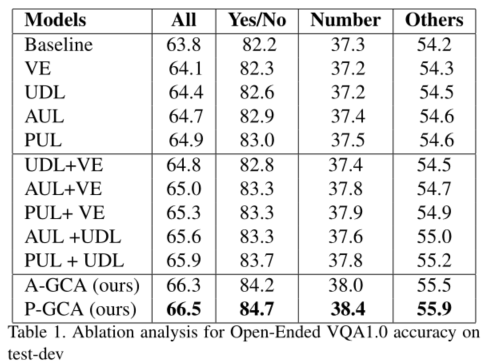 Models All Yes/No Number Others
Baseline 63.8 82.2 37.3 54.2
VE 64.1 82.3 37.2 54.3
UDL 64.4 82.6 37.2 54.5
AUL 64.7 82.9 37.4 54.6
PUL 64.9 83.0 37.5 54.6
UDL+VE 64.8 82.8 37.4 54.5
AUL+VE 65.0 83.3 37.8 54.7
PUL+ VE 65.3 83.3 37.9 54.9
AUL +UDL 65.6 83.3 37.6 55.0
PUL + UDL 65.9 83.7 37.8 55.2
A-GCA (ours) 66.3 84.2 38.0 55.5
P-GCA (ours) 66.5 84.7 38.4 55.9
Table 1. Ablation analysis for Open-Ended VQA1.0 accuracy on
test-dev